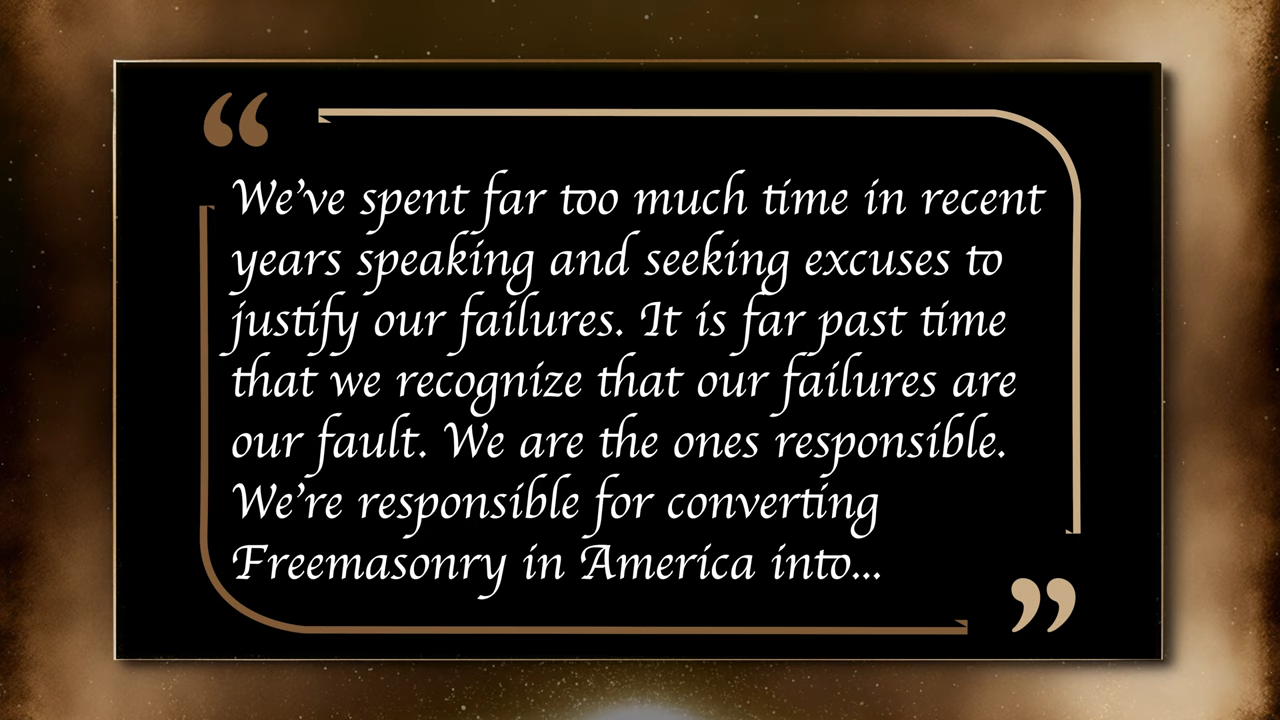 “
We’ve spent far too much time in recent
years speaking and seeking excuses to
justify our failures. It is far past time
that we recognize that our failures are
our fault. We are the ones responsible.
We’re responsible for converting
Freemasonry in America into...
”